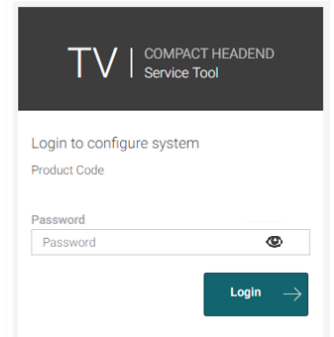 TV | COMPACT HEADEND
Service Tool
Login to configure system
Product Code
Password
Password
Login